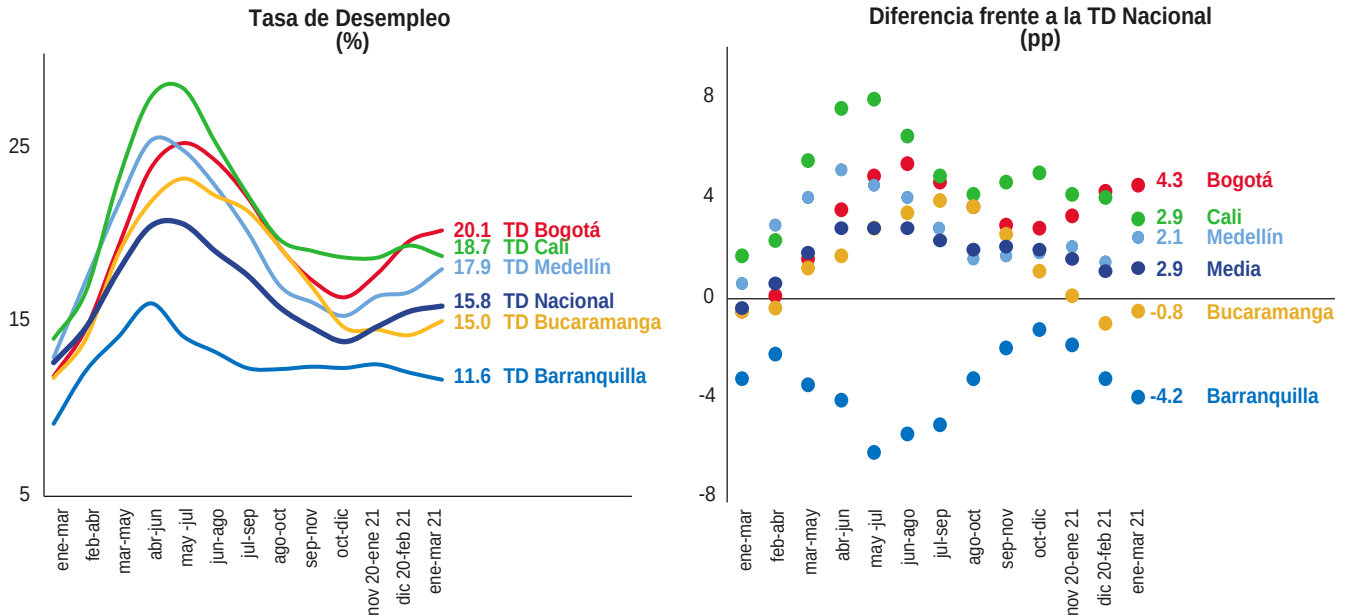 Tasa de Desempleo
(%)
25
15
5
20.1 TD Bogotá
18.7 TD Cali
17.9 TD Medellín
15.8 TD Nacional
15.0 TD Bucaramanga
11.6 TD Barranquilla
ene-mar
feb-abr
mar-may
abr-jun
may -jul
jun-ago
jul-sep
ago-oct
sep-nov
oct-dic
nov 20-ene 21
dic 20-feb 21
ene-mar 21
Diferencia frente a la TD Nacional
(pp)
8
4
0
-4
-8
4.3 Bogotá
2.9 Cali
2.1 Medellín
2.9 Media
-0.8 Bucaramanga
-4.2 Barranquilla
ene-mar
feb-abr
mar-may
abr-jun
may -jul
jun-ago
jul-sep
ago-oct
sep-nov
oct-dic
nov 20-ene 21
dic 20-feb 21
ene-mar 21